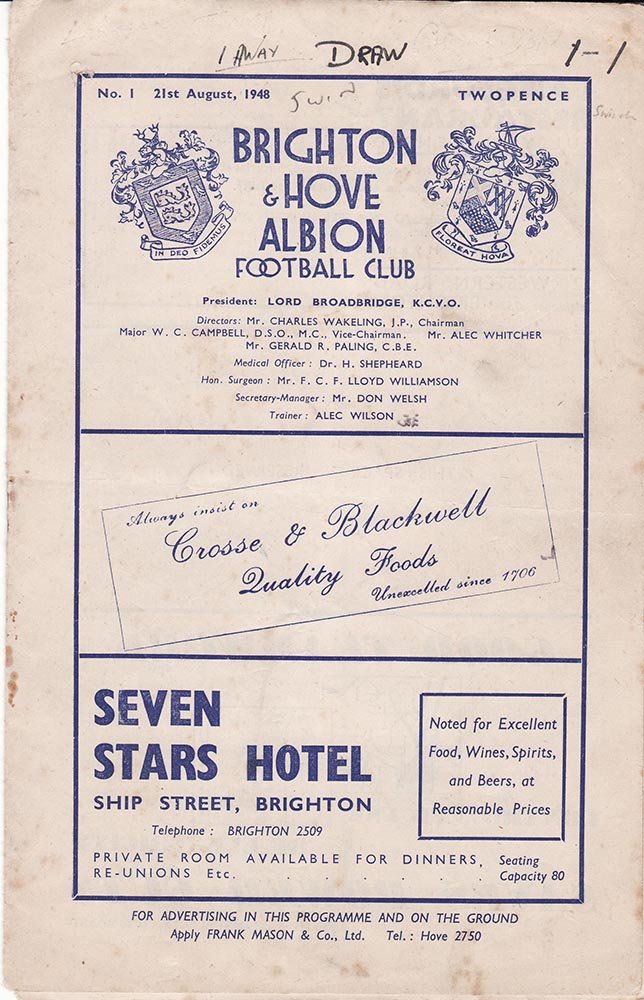 1 AWAY DRAW 1-1
No. 1 21st August, 1948 TWOPENCE
BRIGHTON
& HOVE
ALBION
FOOTBALL CLUB
IN DEO FIDEMUS
FLOREAT HOVA
President: LORD BROADBRIDGE, K.C.V.O.
Directors: Mr. CHARLES WAKELING, J.P., Chairman
Major W. C. CAMPBELL, D.S.O., M.C., Vice-Chairman. Mr. ALEC WHITCHER
Mr. GERALD R. PALING, C.B.E.
Medical Officer: Dr. H. SHEPHEARD
Hon. Surgeon: Mr. F. C. F. LLOYD WILLIAMSON
Secretary-Manager: Mr. DON WELSH
Trainer: ALEC WILSON
Always insist on
Crosse & Blackwell
Quality Foods
Unexcelled since 1706
SEVEN
STARS HOTEL
SHIP STREET, BRIGHTON
Telephone: BRIGHTON 2509
Noted for Excellent
Food, Wines, Spirits,
and Beers, at
Reasonable Prices
PRIVATE ROOM AVAILABLE FOR DINNERS, Seating
RE-UNIONS Etc. . . . . . . Capacity 80
FOR ADVERTISING IN THIS PROGRAMME AND ON THE GROUND
Apply FRANK MASON & Co., Ltd. Tel.: Hove 2750